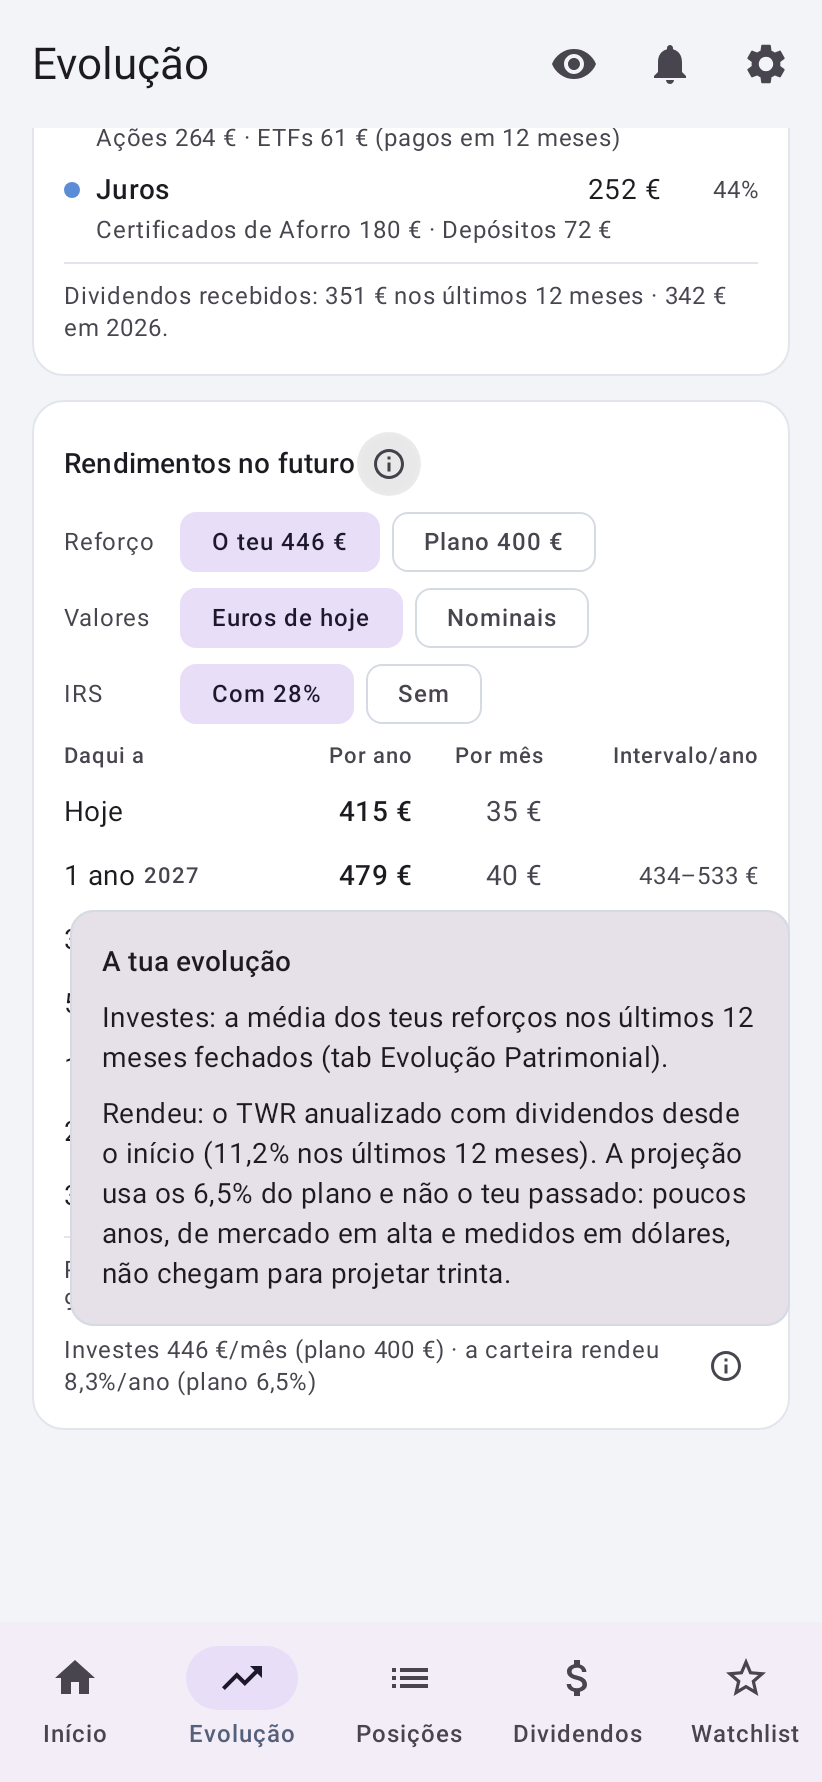 Evolução
Ações 264 € · ETFs 61 € (pagos em 12 meses)
Juros 252 € 44%
Certificados de Aforro 180 € · Depósitos 72 €
Dividendos recebidos: 351 € nos últimos 12 meses · 342 €
em 2026.
Rendimentos no futuro
Reforço O teu 446 € Plano 400 €
Valores Euros de hoje Nominais
IRS Com 28% Sem
Daqui a Por ano Por mês Intervalo/ano
Hoje 415 € 35 €
1 ano 2027 479 € 40 € 434–533 €
A tua evolução
Investes: a média dos teus reforços nos últimos 12
meses fechados (tab Evolução Patrimonial).
Rendeu: o TWR anualizado com dividendos desde
o início (11,2% nos últimos 12 meses). A projeção
usa os 6,5% do plano e não o teu passado: poucos
anos, de mercado em alta e medidos em dólares,
não chegam para projetar trinta.
Investes 446 €/mês (plano 400 €) · a carteira rendeu
8,3%/ano (plano 6,5%)
Início Evolução Posições Dividendos Watchlist